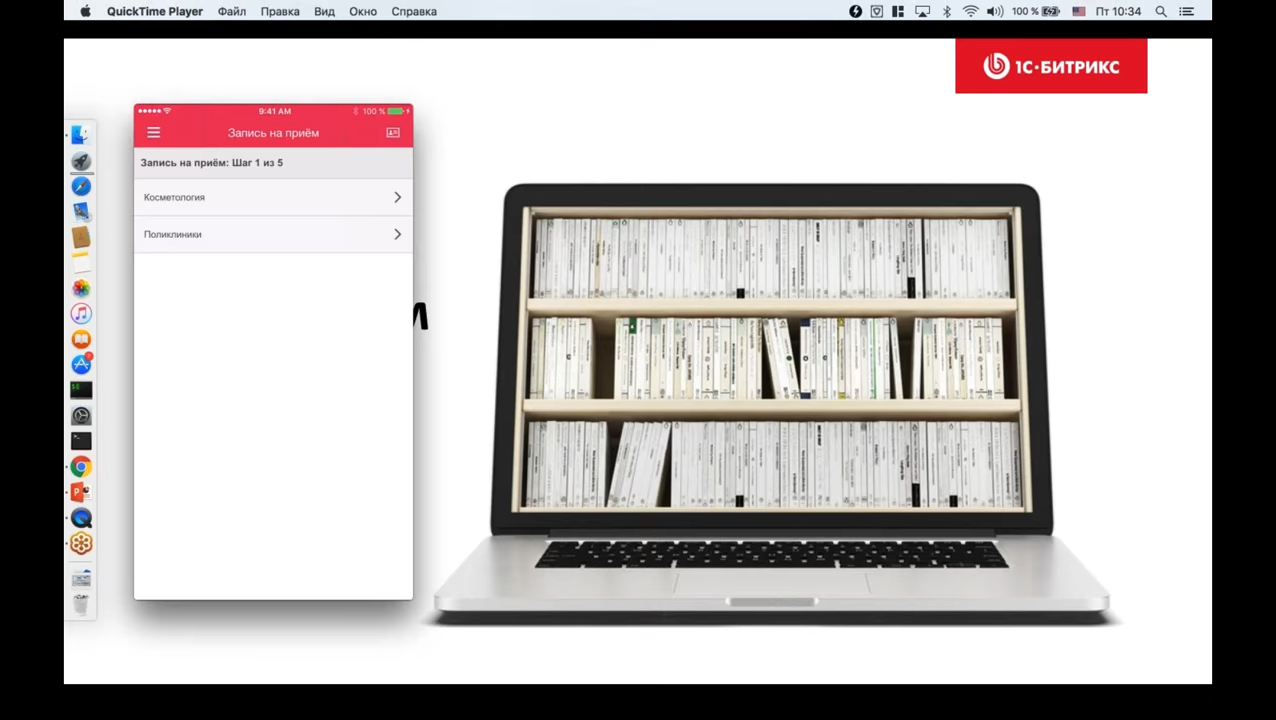 QuickTime Player Файл Правка Вид Окно Справка 100 % Пт 10:34
1С·БИТРИКС
9:41 AM 100 %
Запись на приём
Запись на приём: Шаг 1 из 5
Косметология
Поликлиники